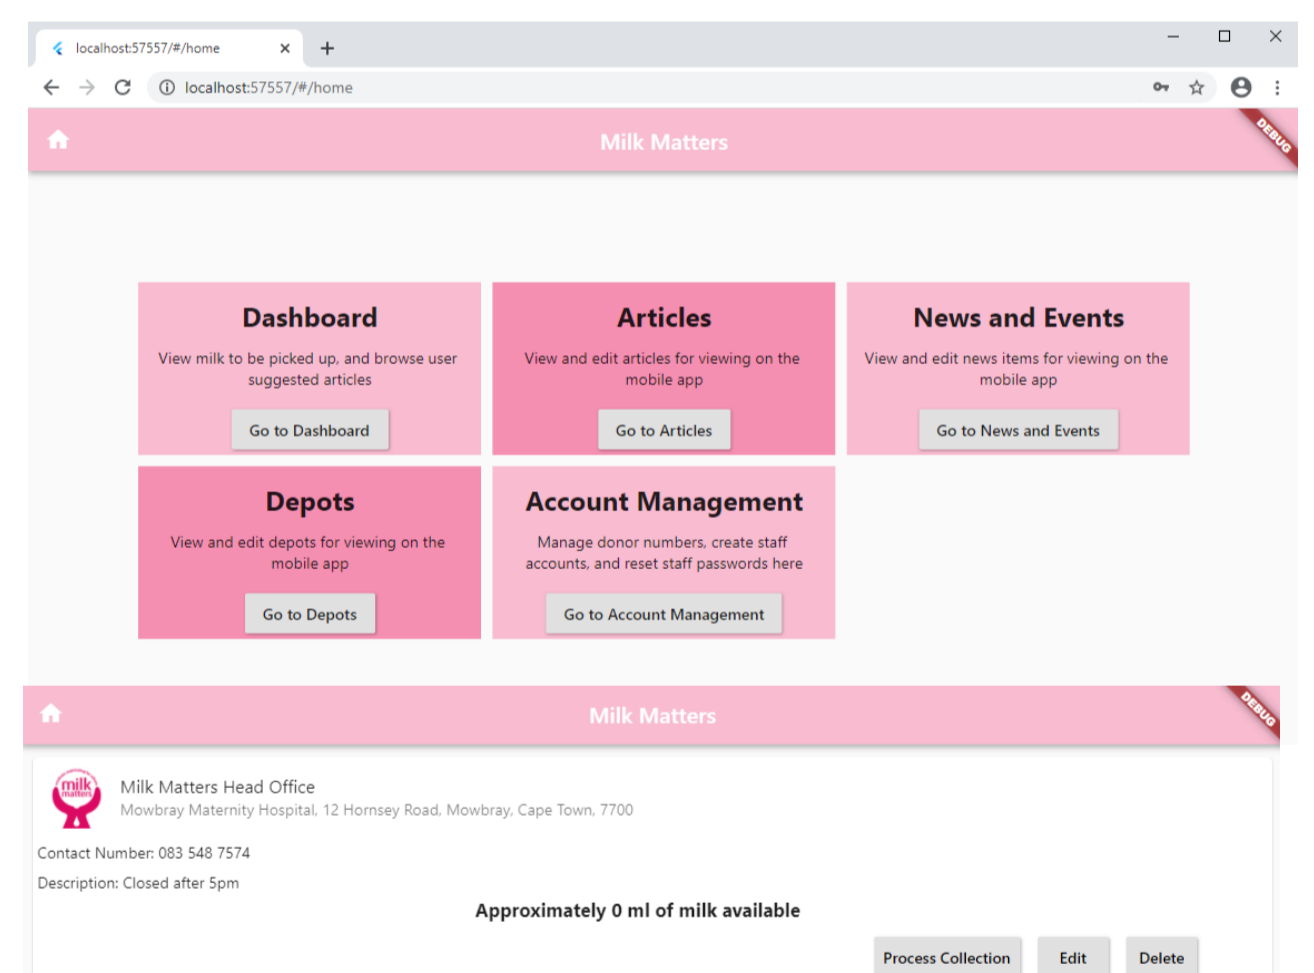 localhost:57557/#/home
localhost:57557/#/home
Milk Matters
DEBUG
Dashboard
View milk to be picked up, and browse user
suggested articles
Go to Dashboard
Articles
View and edit articles for viewing on the
mobile app
Go to Articles
News and Events
View and edit news items for viewing on the
mobile app
Go to News and Events
Depots
View and edit depots for viewing on the
mobile app
Go to Depots
Account Management
Manage donor numbers, create staff
accounts, and reset staff passwords here
Go to Account Management
Milk Matters
DEBUG
milk
matters
Milk Matters Head Office
Mowbray Maternity Hospital, 12 Hornsey Road, Mowbray, Cape Town, 7700
Contact Number: 083 548 7574
Description: Closed after 5pm
Approximately 0 ml of milk available
Process Collection
Edit
Delete